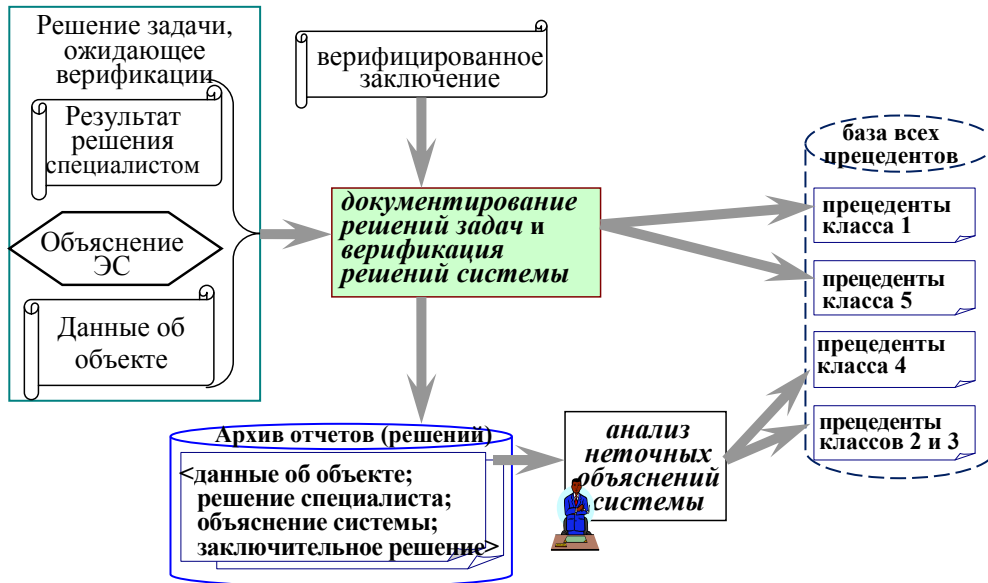 Решение задачи,
ожидающее
верификации
Результат
решения
специалистом
Объяснение
ЭС
Данные об
объекте
верифицированное
заключение
документирование
решений задач и
верификация
решений системы
база всех
прецедентов
прецеденты
класса 1
прецеденты
класса 5
прецеденты
класса 4
прецеденты
классов 2 и 3
Архив отчетов (решений)
<данные об объекте;
решение специалиста;
объяснение системы;
заключительное решение>
анализ
неточных
объяснений
системы